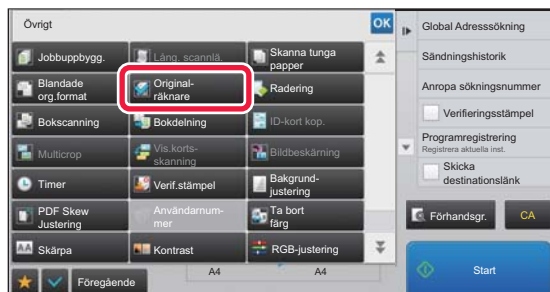 Övrigt
OK
Jobbuppbygg.
Lång. scannlä.
Skanna tunga
papper
Blandade
org.format
Original-
räknare
Radering
Bokscanning
Bokdelning
ID-kort kop.
Multicrop
Vis.korts-
skanning
Bildbeskärning
Timer
Verif.stämpel
Bakgrund-
justering
PDF Skew
Justering
Användarnum-
mer
Ta bort
färg
Skärpa
Kontrast
RGB-justering
Föregående
A4
A4
Global Adresssökning
Sändningshistorik
Anropa sökningsnummer
Verifieringsstämpel
Programregistrering
Registrera aktuella inst.
Skicka
destinationslänk
Förhandsgr.
CA
Start